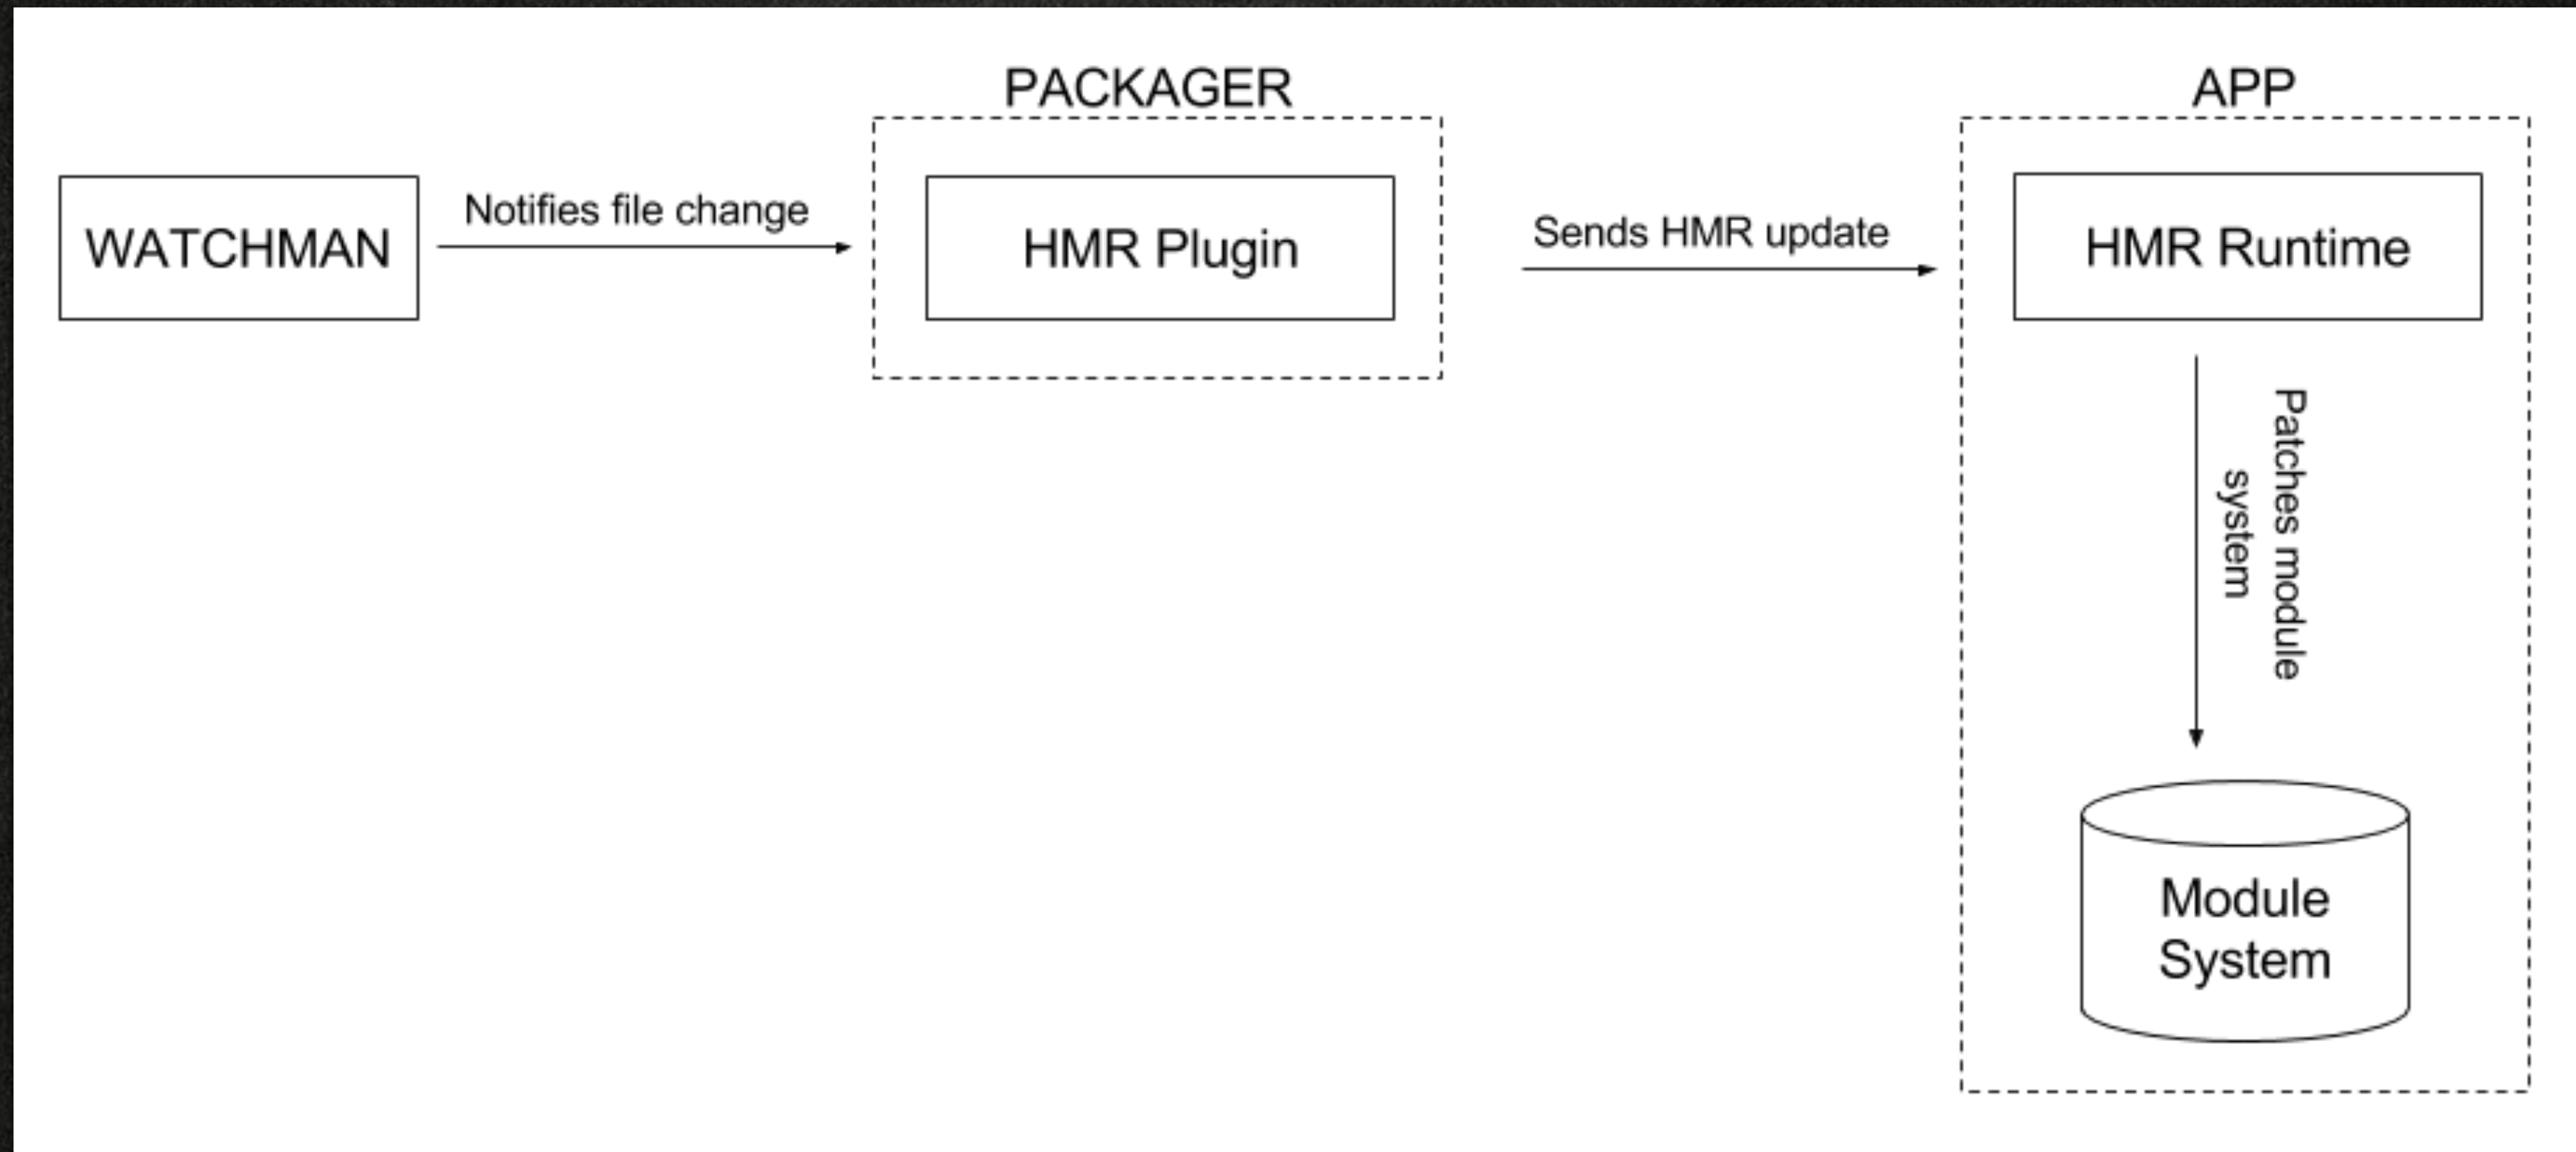 PACKAGER
APP
WATCHMAN
Notifies file change
HMR Plugin
Sends HMR update
HMR Runtime
Patches module
system
Module
System